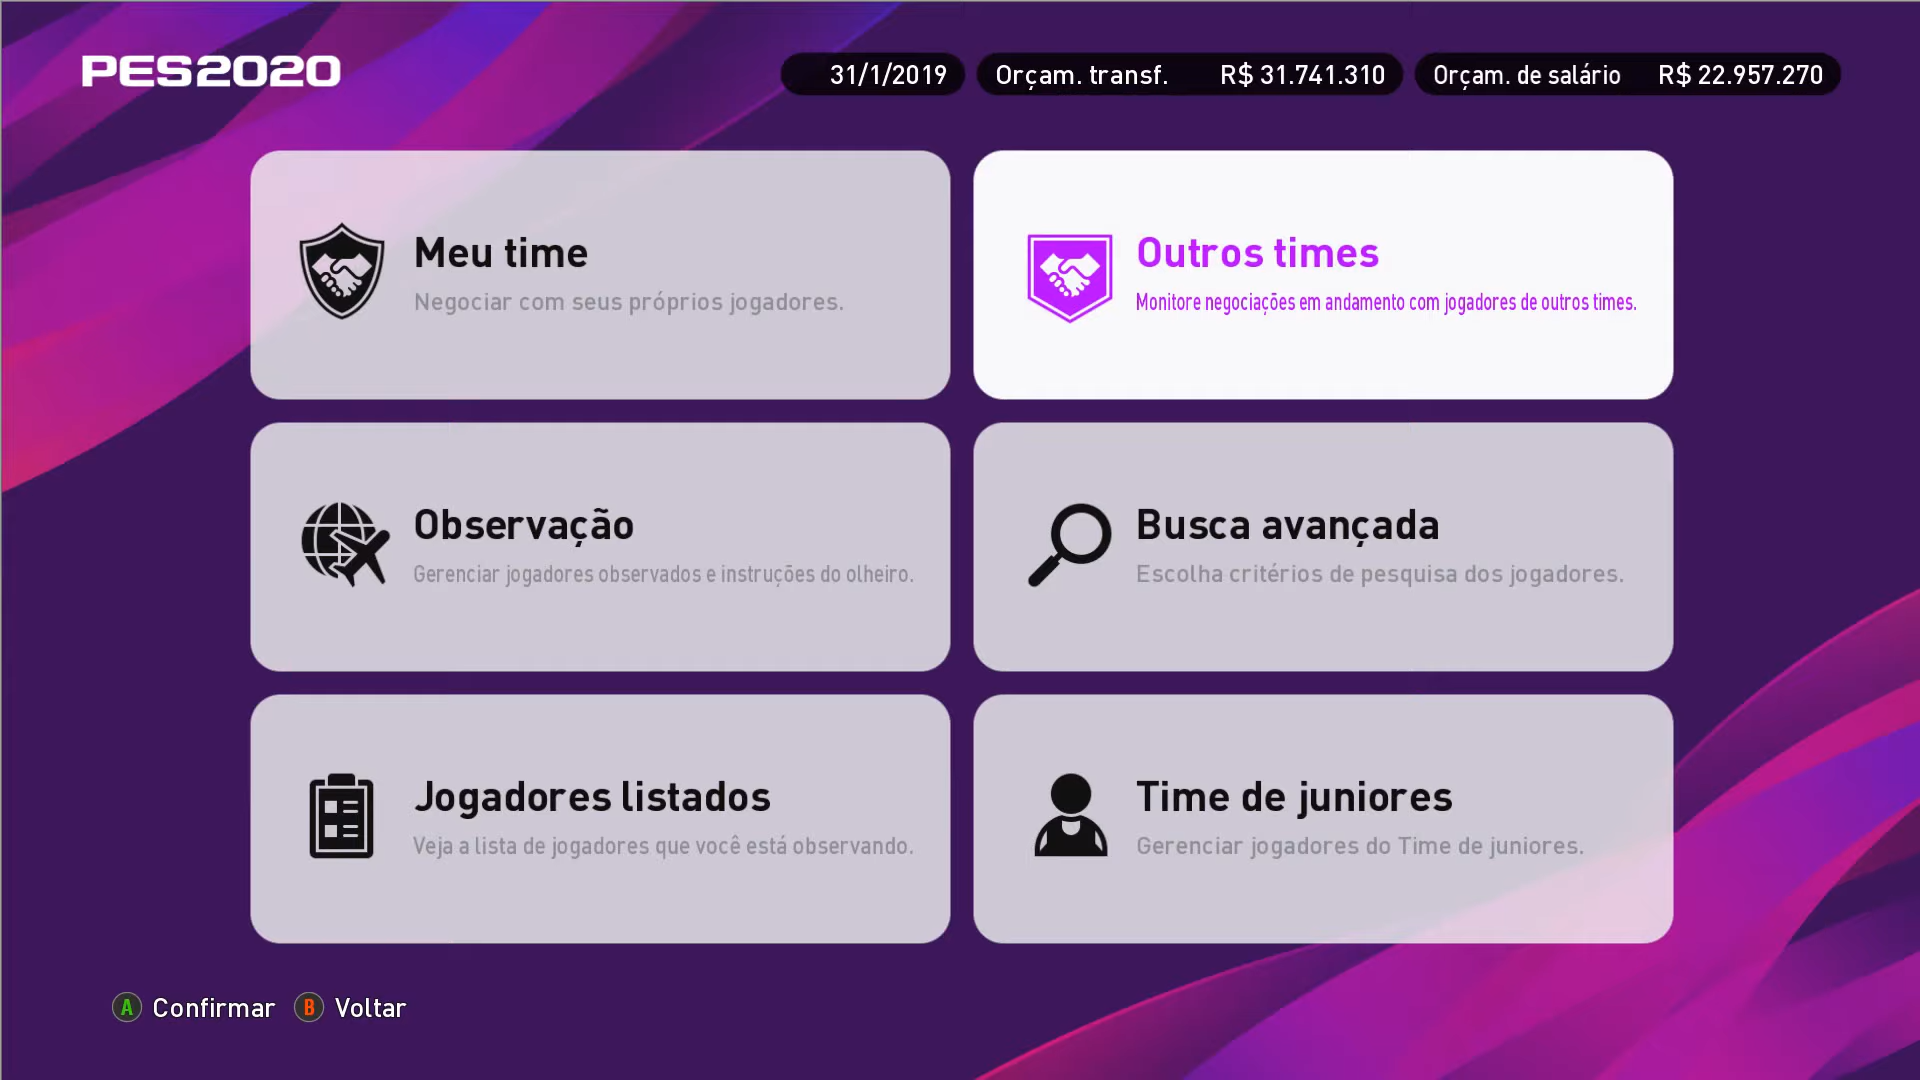 PES2020
31/1/2019 Orçam. transf. R$ 31.741.310 Orçam. de salário R$ 22.957.270
Meu time
Negociar com seus próprios jogadores.
Outros times
Monitore negociações em andamento com jogadores de outros times.
Observação
Gerenciar jogadores observados e instruções do olheiro.
Busca avançada
Escolha critérios de pesquisa dos jogadores.
Jogadores listados
Veja a lista de jogadores que você está observando.
Time de juniores
Gerenciar jogadores do Time de juniores.
A Confirmar B Voltar